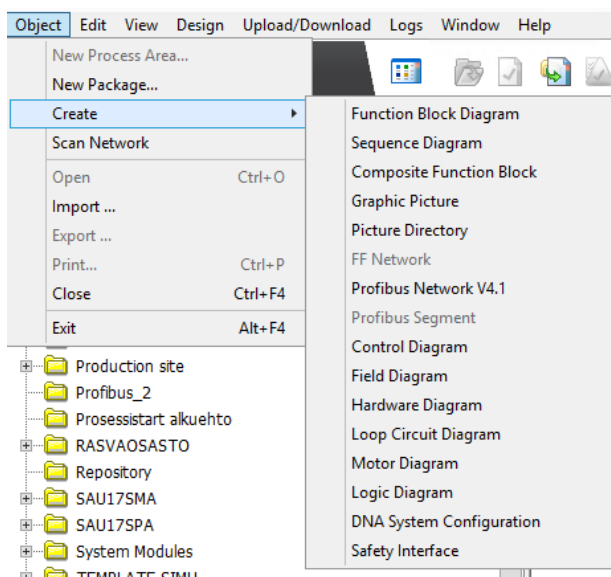 Object Edit View Design Upload/Download Logs Window Help
New Process Area...
New Package...
Create
Scan Network
Open Ctrl+O
Import ...
Export ...
Print... Ctrl+P
Close Ctrl+F4
Exit Alt+F4
Function Block Diagram
Sequence Diagram
Composite Function Block
Graphic Picture
Picture Directory
FF Network
Profibus Network V4.1
Profibus Segment
Control Diagram
Field Diagram
Hardware Diagram
Loop Circuit Diagram
Motor Diagram
Logic Diagram
DNA System Configuration
Safety Interface
Production site
Profibus_2
Prosessistart alkuehto
RASVAOSASTO
Repository
SAU17SMA
SAU17SPA
System Modules
TEMPLATE SIMU